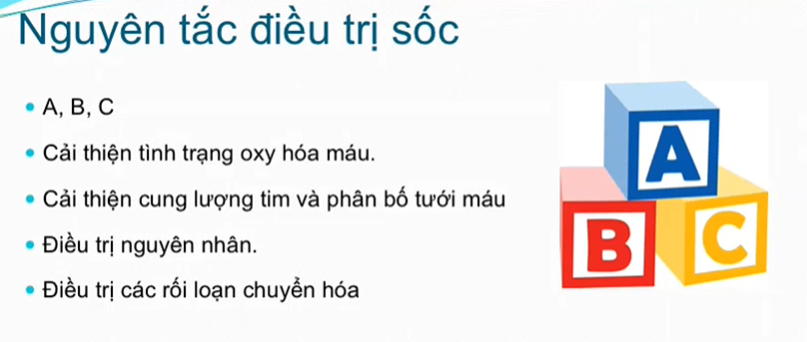 Nguyên tắc điều trị sốc
• A, B, C
• Cải thiện tình trạng oxy hóa máu.
• Cải thiện cung lượng tim và phân bố tưới máu
• Điều trị nguyên nhân.
• Điều trị các rối loạn chuyển hóa
A
B
C